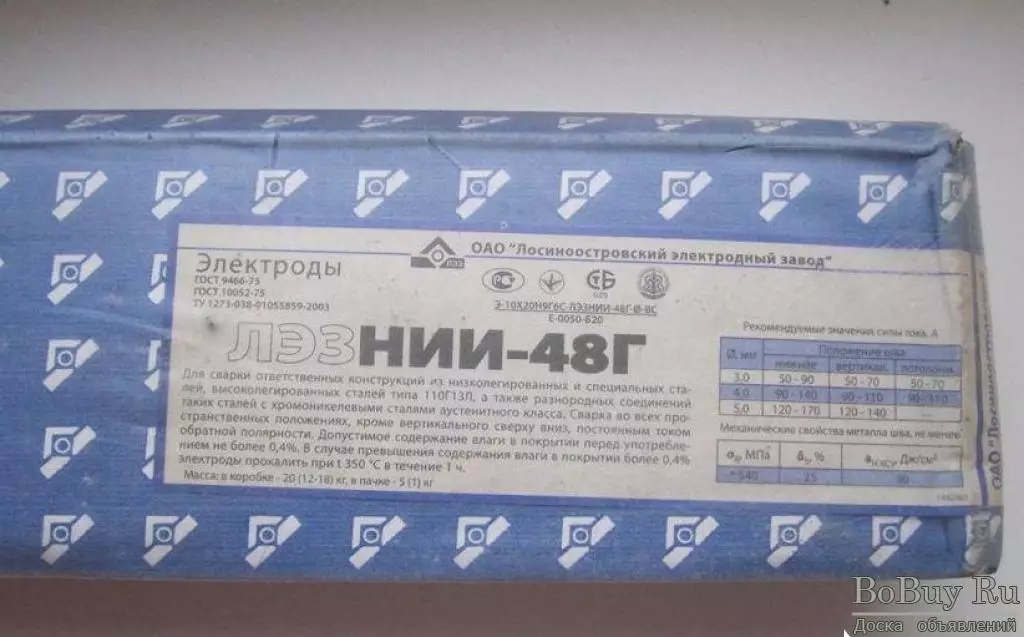 ОАО "Лосиноостровский электродный завод"
Электроды
ГОСТ 9466-75
ГОСТ 10052-75
ТУ 1273-038-01055859-2003
ЛЭЗ
Э-10Х20Н9Г6С-ЛЭЗНИИ-48Г-Ø-ВС
Е-0050-Б20
ЛЭЗНИИ-48Г
Для сварки ответственных конструкций из низколегированных и специальных ста-
лей, высоколегированных сталей типа 110Г13Л, а также разнородных соединений
таких сталей с хромоникелевыми сталями аустенитного класса. Сварка во всех про-
странственных положениях, кроме вертикального сверху вниз, постоянным током
обратной полярности. Допустимое содержание влаги в покрытии перед употребле-
нием не более 0,4%. В случае превышения содержания влаги в покрытии более 0,4%
электроды прокалить при t 350 °С в течение 1 ч.
Масса: в коробке - 20 (12-18) кг, в пачке - 5 (1) кг
Рекомендуемые значения силы тока, А
Ø, мм Положение шва
нижнее вертикал. потолочн.
3.0 50 - 90 50 - 70 50 - 70
4.0 90 - 140 90 - 110 90 - 110
5.0 120 - 170 120 - 140 —
Механические свойства металла шва, не менее
МПа δ5, % Дж/см²
540 25 90
ОАО "Лосиноостровс
BoBuy Ru
Доска объявлений